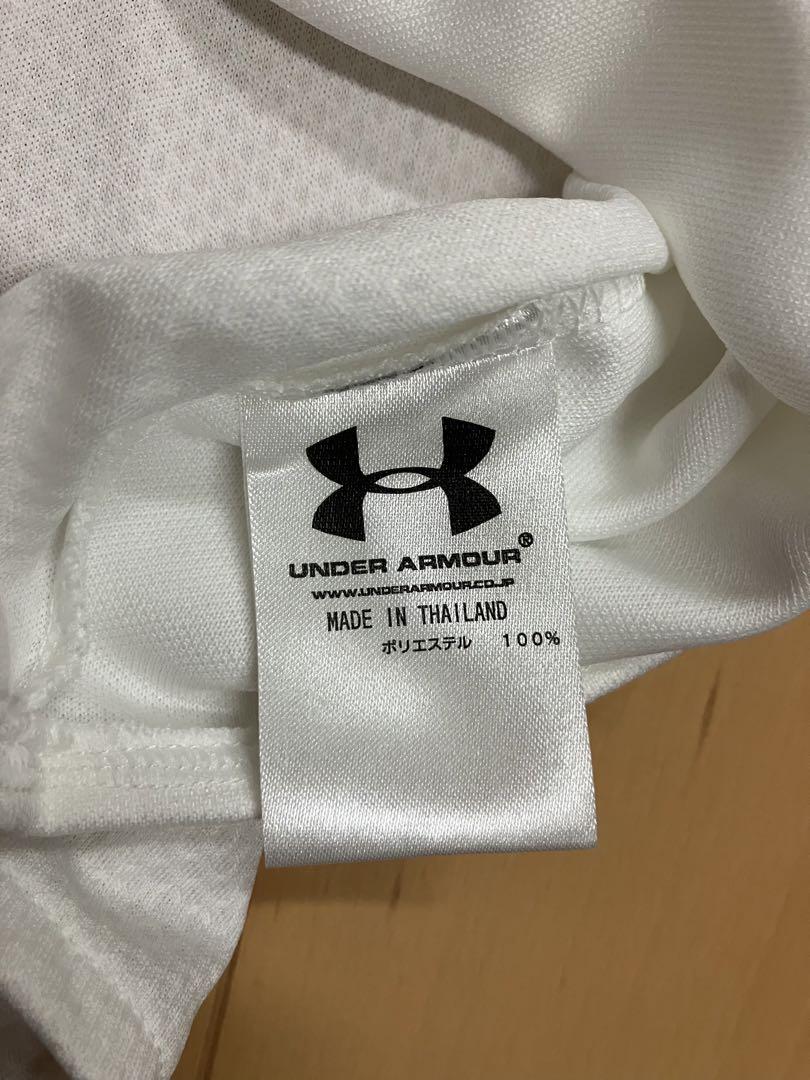 UNDER ARMOUR®
WWW.UNDERARMOUR.CO.JP
MADE IN THAILAND
ポリエステル 100%